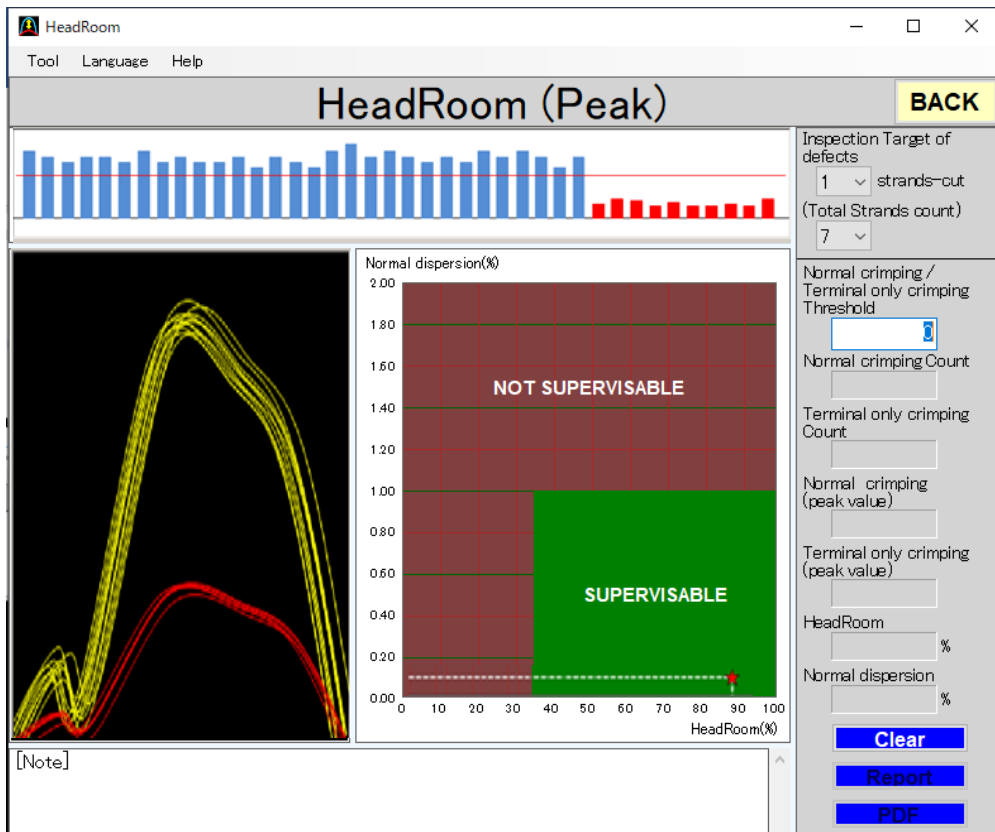 HeadRoom
Tool Language Help
HeadRoom (Peak)
BACK
Inspection Target of
defects
1 strands-cut
(Total Strands count)
7
Normal dispersion(%)
2.00
1.80
1.60
1.40
1.20
1.00
0.80
0.60
0.40
0.20
0.00
NOT SUPERVISABLE
SUPERVISABLE
0 10 20 30 40 50 60 70 80 90 100
HeadRoom(%)
Normal crimping /
Terminal only crimping
Threshold
0
Normal crimping Count
Terminal only crimping
Count
Normal crimping
(peak value)
Terminal only crimping
(peak value)
HeadRoom
%
Normal dispersion
%
Clear
Report
PDF
[Note]